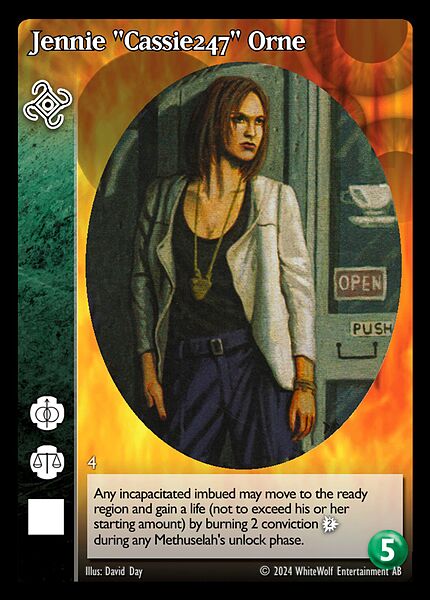 Jennie "Cassie247" Orne
OPEN
PUSH
4
Any incapacitated imbued may move to the ready
region and gain a life (not to exceed his or her
starting amount) by burning 2 conviction 2
during any Methuselah's unlock phase.
5
Illus: David Day
© 2024 WhiteWolf Entertainment AB